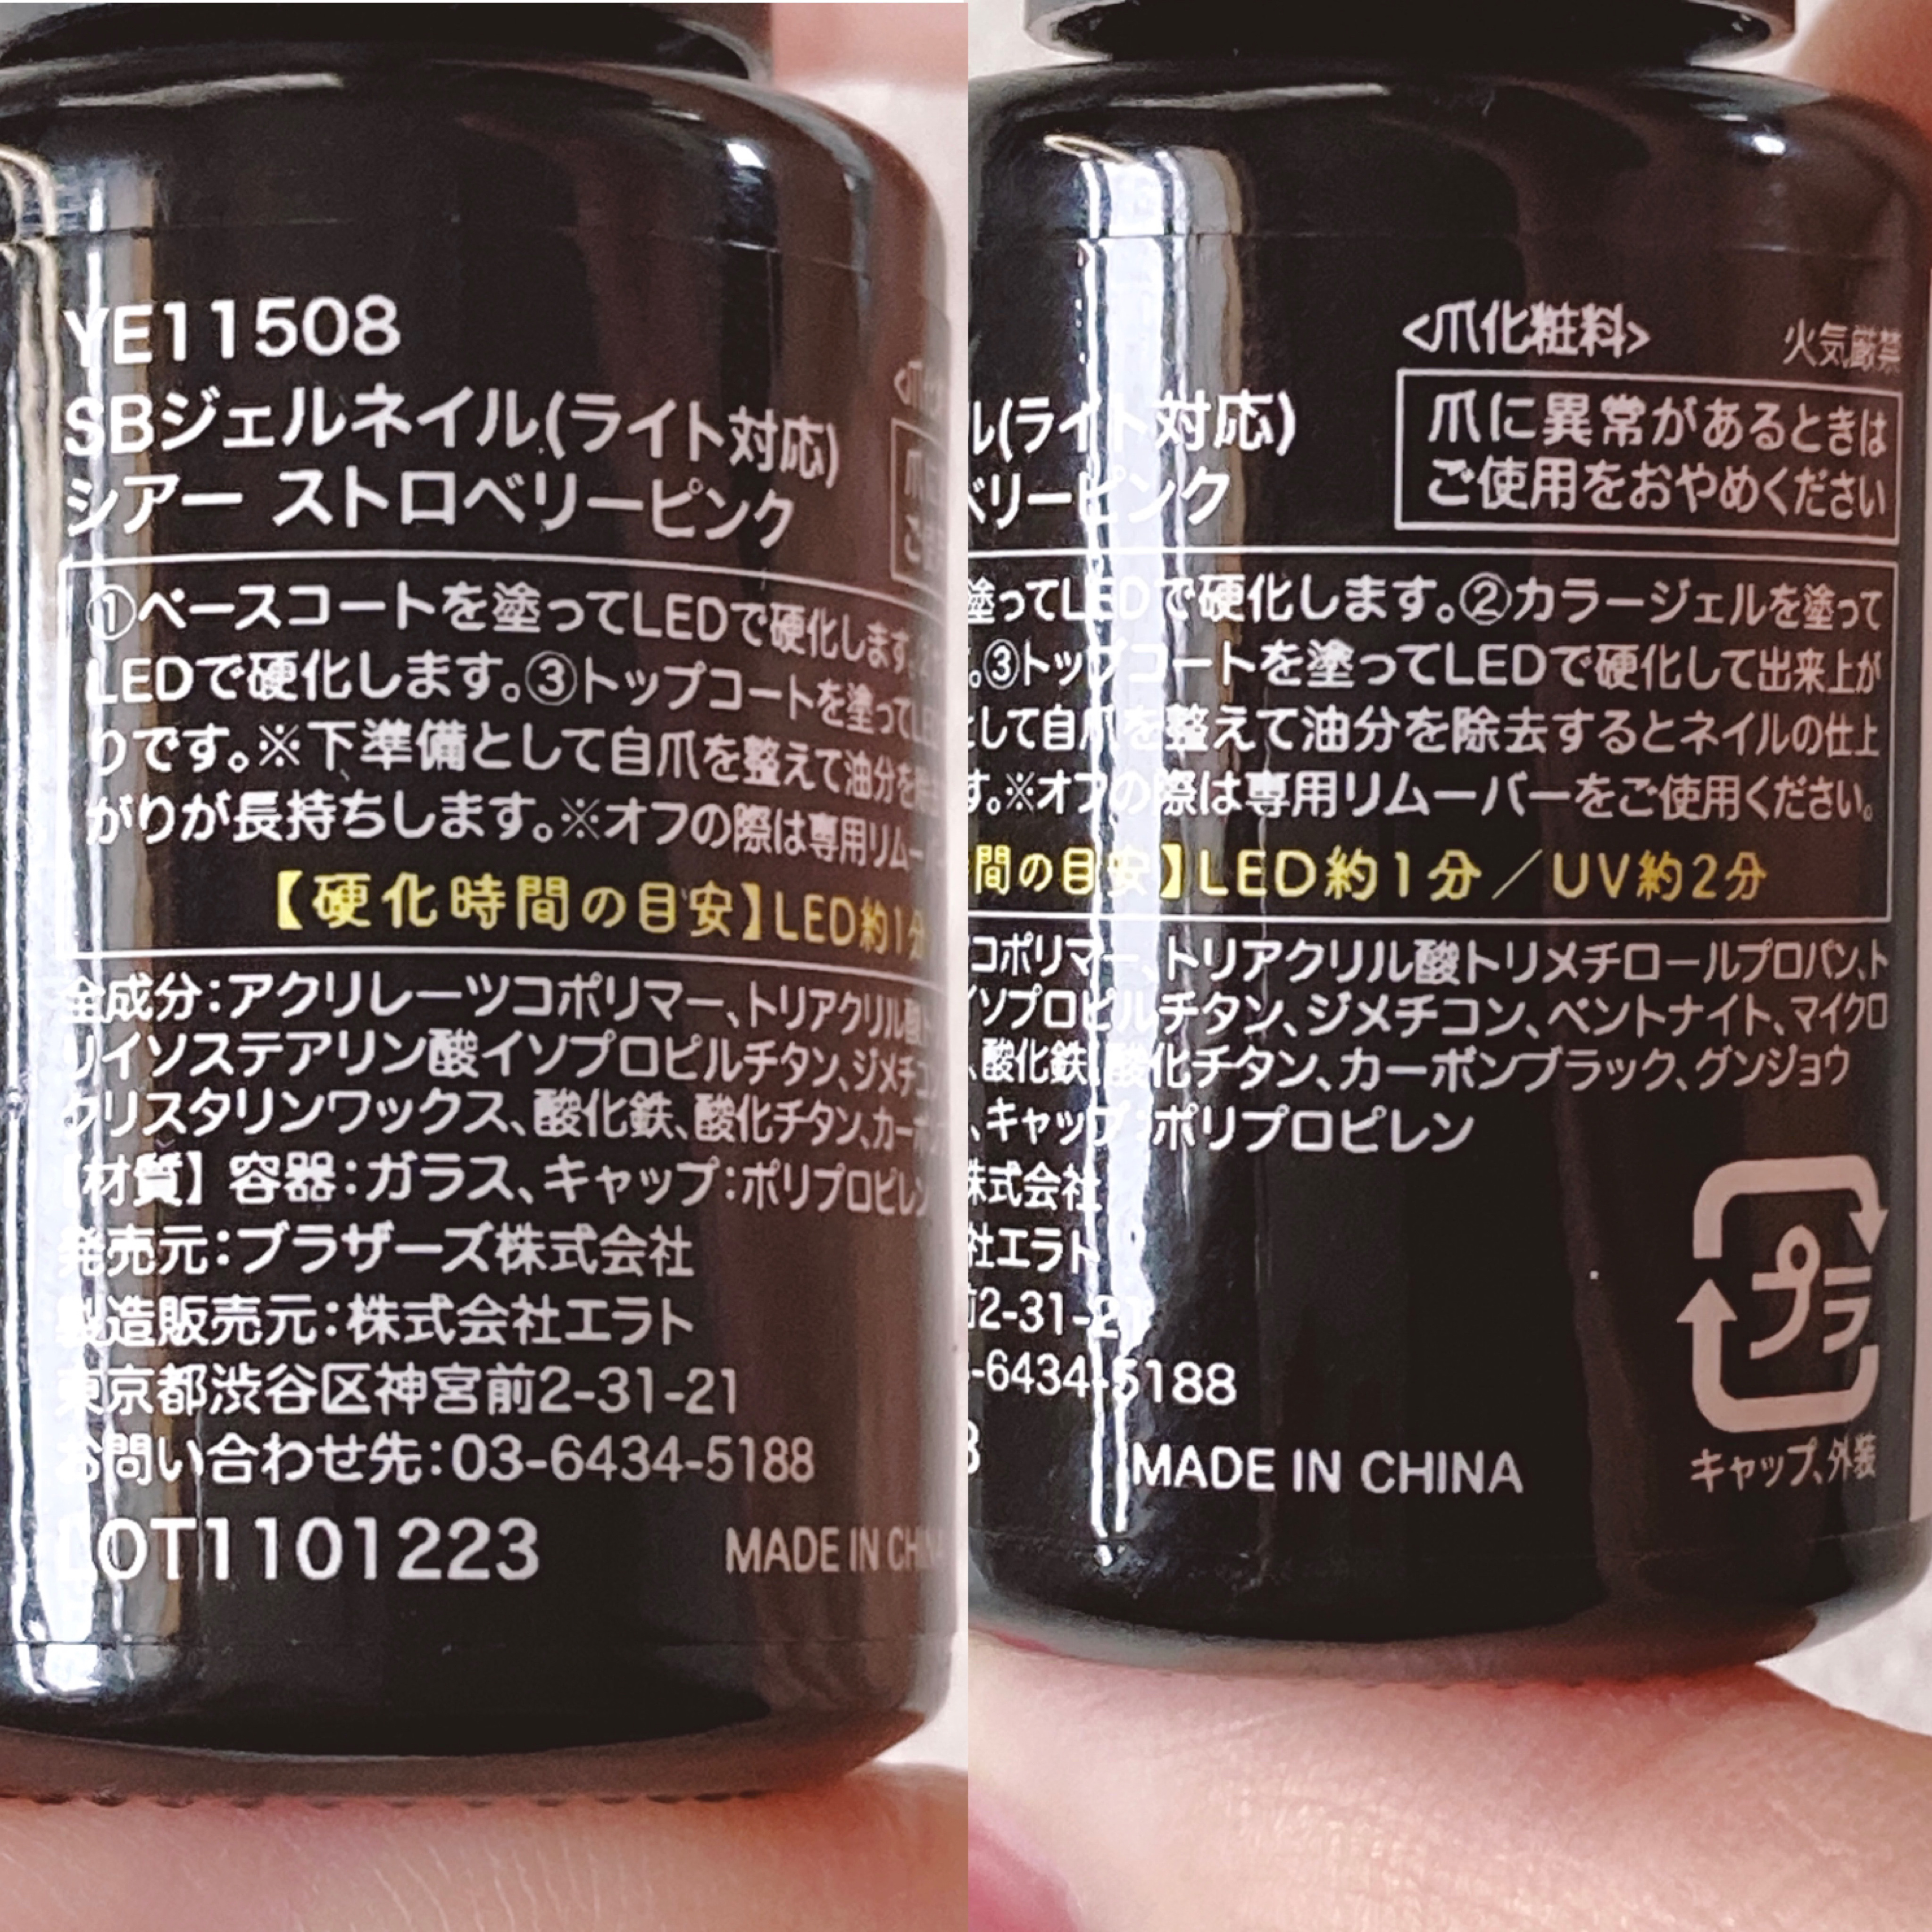 YE11508
SBジェルネイル(ライト対応)
シアー ストロベリーピンク
①ベースコートを塗ってLEDで硬化します。
LEDで硬化します。③トップコートを塗ってLED
りです。※下準備として自爪を整えて油分を除
がりが長持ちします。※オフの際は専用リムー
【硬化時間の目安】LED約1分
全成分:アクリレーツコポリマー、トリアクリル酸ト
リイソステアリン酸イソプロピルチタン、ジメチコン
クリスタリンワックス、酸化鉄、酸化チタン、カーボ
【材質】容器:ガラス、キャップ:ポリプロピレン
発売元:ブラザーズ株式会社
製造販売元:株式会社エラト
東京都渋谷区神宮前2-31-21
お問い合わせ先:03-6434-5188
LOT1101223
MADE IN CHINA
<爪化粧料>
火気厳禁
爪に異常があるときは
ご使用をおやめください
ル(ライト対応)
ベリーピンク
塗ってLEDで硬化します。②カラージェルを塗って
。③トップコートを塗ってLEDで硬化して出来上が
として自爪を整えて油分を除去するとネイルの仕上
す。※オフの際は専用リムーバーをご使用ください。
間の目安】LED約1分／UV約2分
コポリマー、トリアクリル酸トリメチロールプロパン、ト
イソプロピルチタン、ジメチコン、ベントナイト、マイクロ
、酸化鉄、酸化チタン、カーボンブラック、グンジョウ
、キャップ:ポリプロピレン
株式会社
社エラト
前2-31-21
-6434-5188
3
MADE IN CHINA
プラ
キャップ、外装